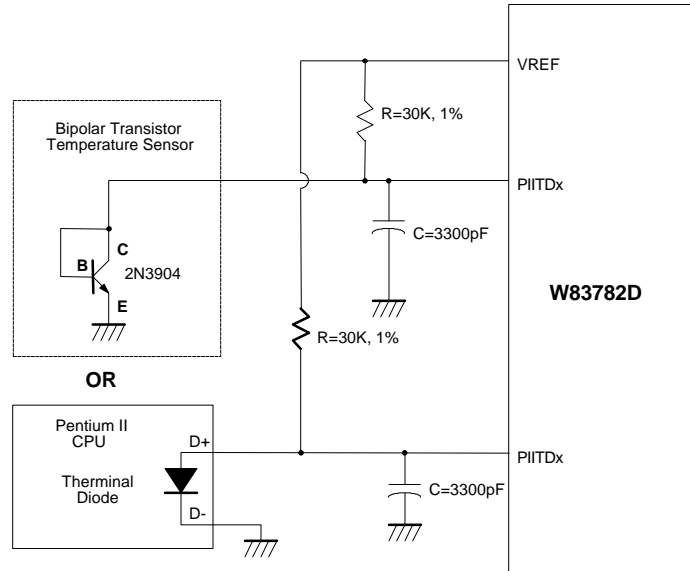 VREF
R=30K, 1%
Bipolar Transistor
Temperature Sensor
PIITDx
C=3300pF
C
B
2N3904
E
W83782D
R=30K, 1%
OR
Pentium II
CPU
D+
PIITDx
Therminal
Diode
C=3300pF
D-